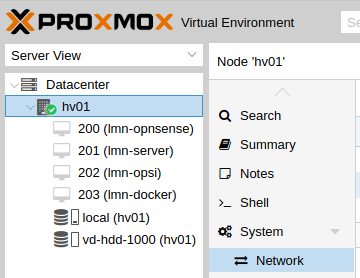 PROXMOX Virtual Environment
Server View
Datacenter
hv01
200 (lmn-opnsense)
201 (lmn-server)
202 (lmn-opsi)
203 (lmn-docker)
local (hv01)
vd-hdd-1000 (hv01)
Node 'hv01'
Search
Summary
Notes
Shell
System
Network